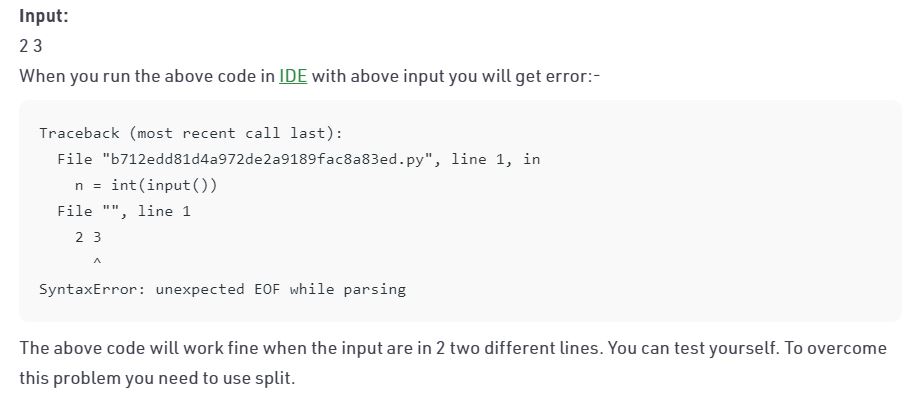 Input:
2 3
When you run the above code in IDE with above input you will get error:-
Traceback (most recent call last):
  File "b712edd81d4a972de2a9189fac8a83ed.py", line 1, in
    n = int(input())
  File "", line 1
    2 3
      ^
SyntaxError: unexpected EOF while parsing
The above code will work fine when the input are in 2 two different lines. You can test yourself. To overcome
this problem you need to use split.